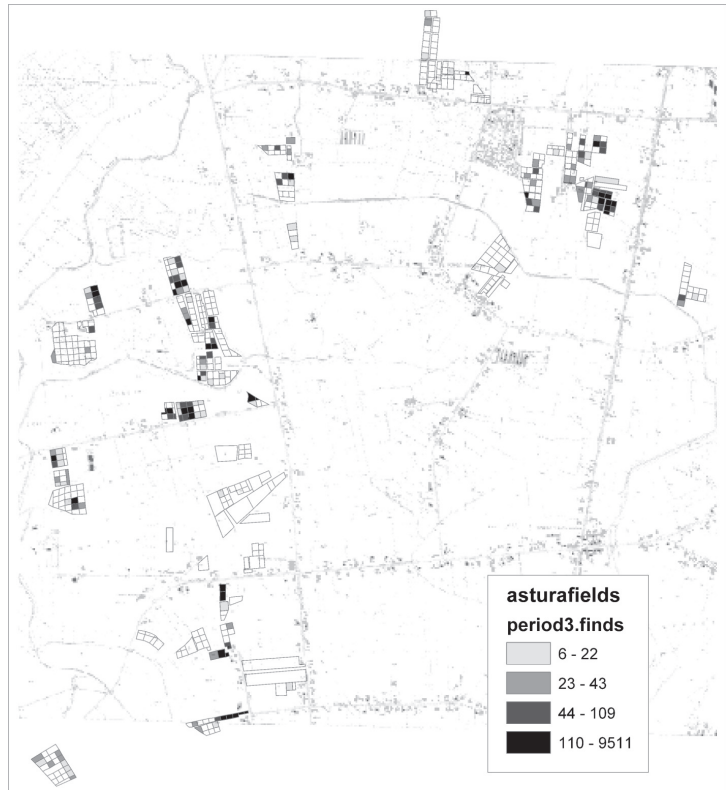 asturafields
period3.finds
6 - 22
23 - 43
44 - 109
110 - 9511